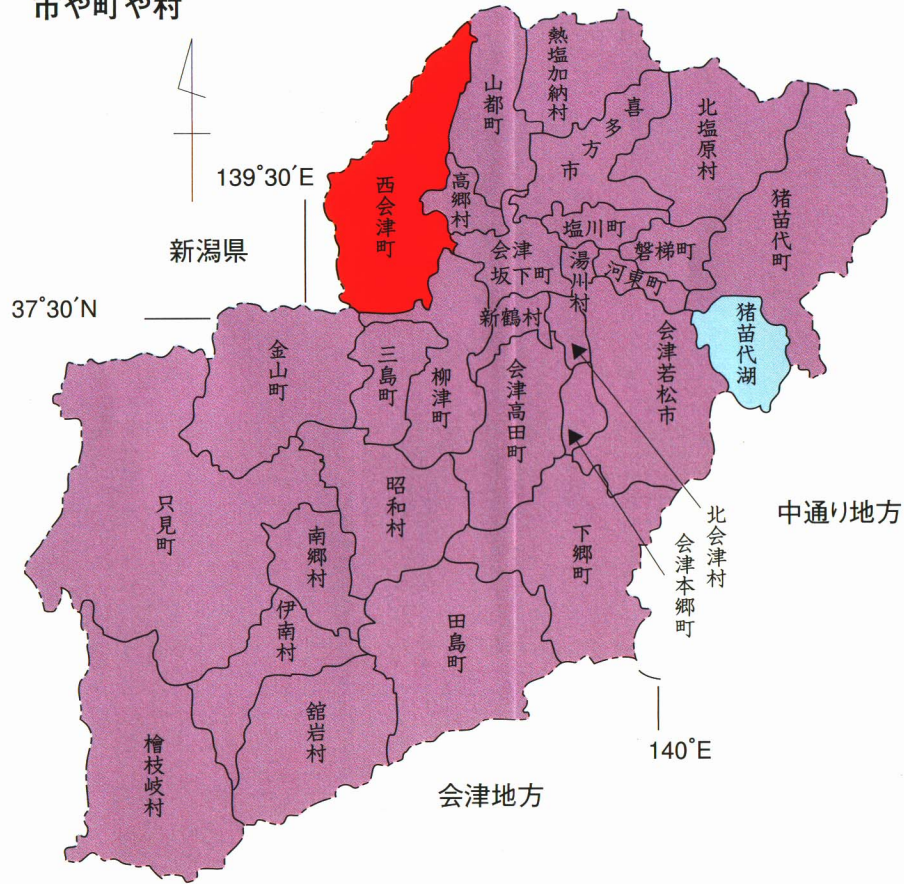 市や町や村
熱塩加納村
山都町
喜多方市
北塩原村
139°30′E
西会津町
高郷村
猪苗代町
新潟県
会津坂下町
塩川町
湯川村
磐梯町
河東町
37°30′N
新鶴村
猪苗代湖
金山町
三島町
柳津町
会津高田町
会津若松市
只見町
昭和村
南郷村
下郷町
北会津村
会津本郷町
中通り地方
伊南村
田島町
舘岩村
檜枝岐村
140°E
会津地方